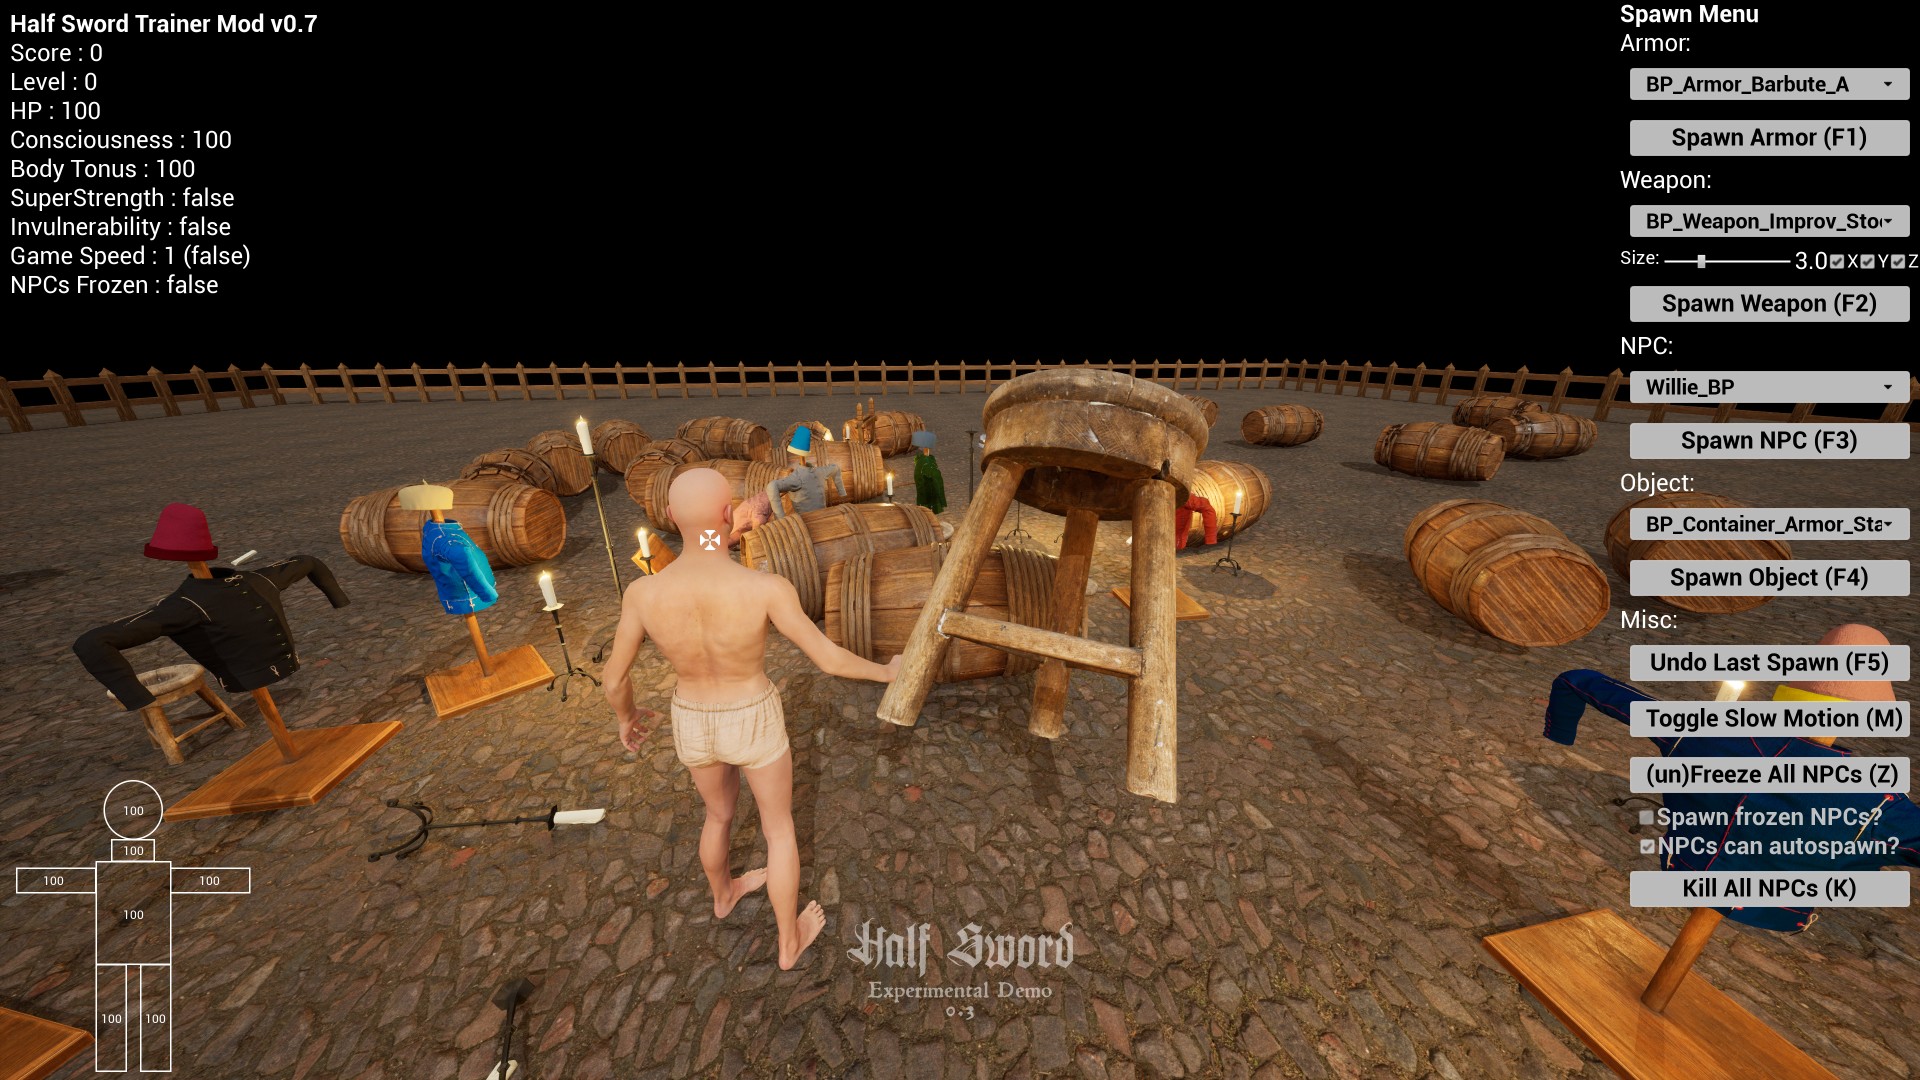 Half Sword Trainer Mod v0.7
Score : 0
Level : 0
HP : 100
Consciousness : 100
Body Tonus : 100
SuperStrength : false
Invulnerability : false
Game Speed : 1 (false)
NPCs Frozen : false
Spawn Menu
Armor:
BP_Armor_Barbute_A
Spawn Armor (F1)
Weapon:
BP_Weapon_Improv_Sto
Size: 3.0 X Y Z
Spawn Weapon (F2)
NPC:
Willie_BP
Spawn NPC (F3)
Object:
BP_Container_Armor_Sta
Spawn Object (F4)
Misc:
Undo Last Spawn (F5)
Toggle Slow Motion (M)
(un)Freeze All NPCs (Z)
Spawn frozen NPCs?
NPCs can autospawn?
Kill All NPCs (K)
100
100
100 100
100
100 100
Half Sword
Experimental Demo
0.3